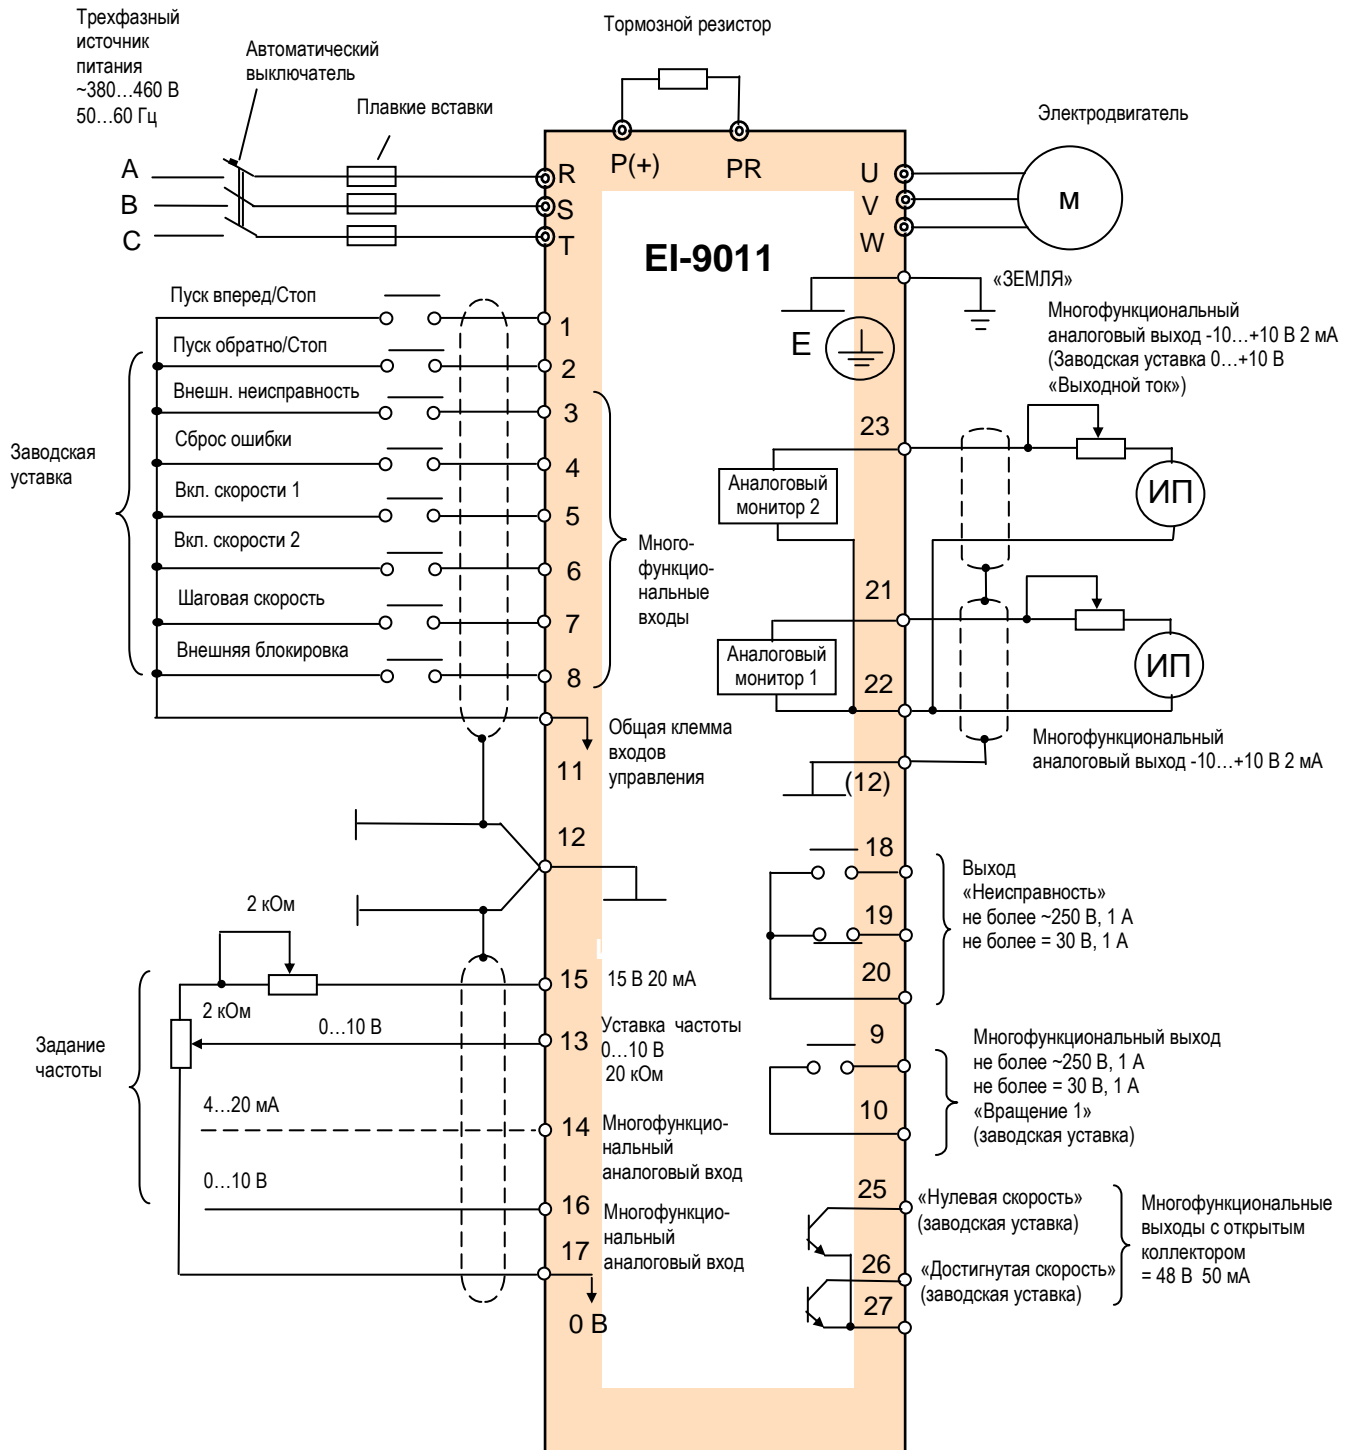 Трехфазный
источник
питания
~380...460 В
50...60 Гц
Автоматический
выключатель
Плавкие вставки
Тормозной резистор
Электродвигатель
A
B
C
R
S
T
P(+)
PR
U
V
W
М
EI-9011
«ЗЕМЛЯ»
E
Пуск вперед/Стоп
1
Пуск обратно/Стоп
2
Внешн. неисправность
3
Сброс ошибки
4
Вкл. скорости 1
5
Вкл. скорости 2
6
Шаговая скорость
7
Внешняя блокировка
8
Заводская
уставка
Много-
функцио-
нальные
входы
Общая клемма
входов
управления
11
12
Многофункциональный
аналоговый выход -10...+10 В 2 мА
(Заводская уставка 0...+10 В
«Выходной ток»)
23
Аналоговый
монитор 2
ИП
21
Аналоговый
монитор 1
22
ИП
Многофункциональный
аналоговый выход -10...+10 В 2 мА
(12)
18
19
20
Выход
«Неисправность»
не более ~250 В, 1 А
не более = 30 В, 1 А
9
10
Многофункциональный выход
не более ~250 В, 1 А
не более = 30 В, 1 А
«Вращение 1»
(заводская уставка)
25
«Нулевая скорость»
(заводская уставка)
26
«Достигнутая скорость»
(заводская уставка)
27
Многофункциональные
выходы с открытым
коллектором
= 48 В 50 мА
2 кОм
15
15 В 20 мА
2 кОм
0...10 В
13
Уставка частоты
0...10 В
20 кОм
Задание
частоты
4...20 мА
14
Многофункцио-
нальный
аналоговый вход
0...10 В
16
Многофункцио-
нальный
аналоговый вход
17
0 В